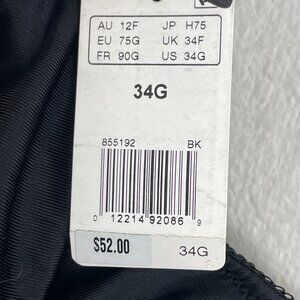 AU 12F JP H75
EU 75G UK 34F
FR 90G US 34G
34G
855192 BK
0 12214 92086 9
$52.00 34G